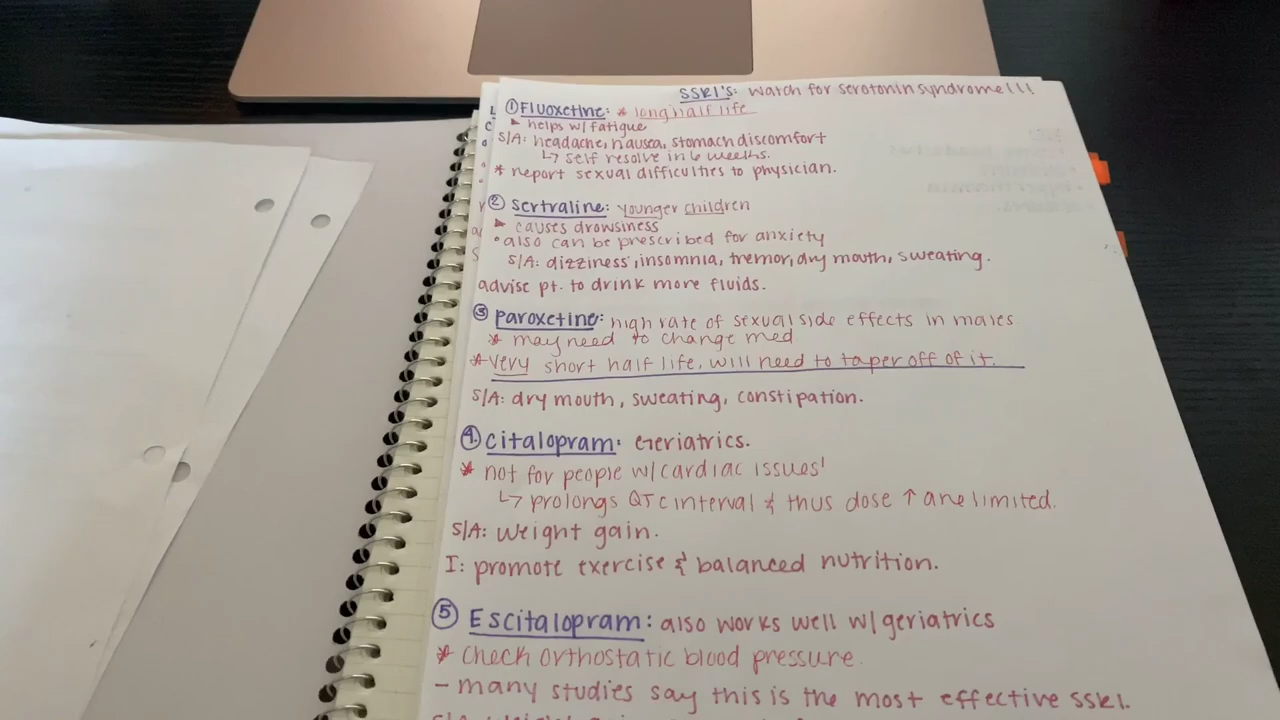 SSRI's: watch for serotonin syndrome!!!
① Fluoxetine: * long half life
▸ helps w/ fatigue
S/A: headache, nausea, stomach discomfort
↳ self resolve in 6 weeks.
* report sexual difficulties to physician.
② Sertraline: younger children
▸ causes drowsiness
• also can be prescribed for anxiety
S/A: dizziness, insomnia, tremor, dry mouth, sweating.
advise pt. to drink more fluids.
③ Paroxetine: high rate of sexual side effects in males
* may need to change med
* very short half life, will need to taper off of it.
S/A: dry mouth, sweating, constipation.
④ Citalopram: Geriatrics.
* not for people w/ cardiac issues!
↳ prolongs QTc interval & thus dose ↑ are limited.
S/A: weight gain.
I: promote exercise & balanced nutrition.
⑤ Escitalopram: also works well w/ geriatrics
* check orthostatic blood pressure.
- many studies say this is the most effective SSRI.